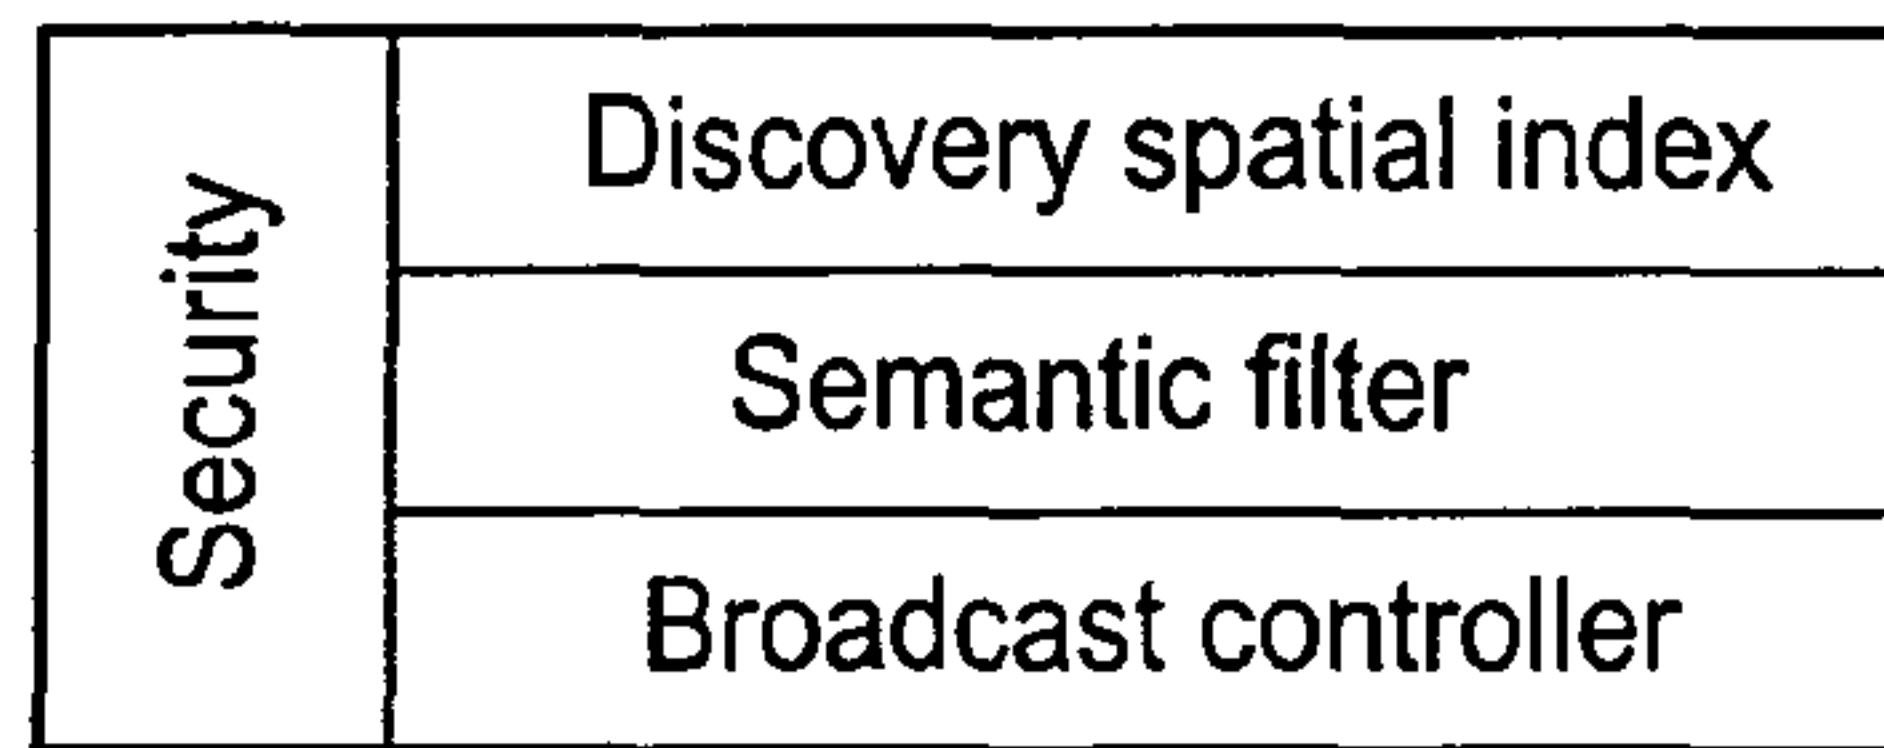 Security
Discovery spatial index
Semantic filter
Broadcast controller